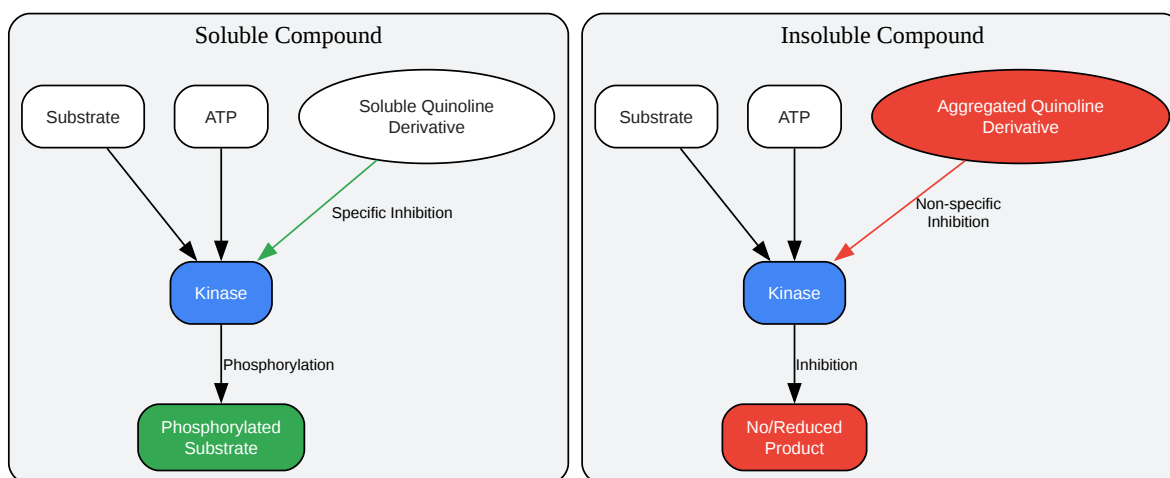 Soluble Compound
Substrate
ATP
Soluble Quinoline
Derivative
Specific Inhibition
Kinase
Phosphorylation
Phosphorylated
Substrate
Insoluble Compound
Substrate
ATP
Aggregated Quinoline
Derivative
Non-specific
Inhibition
Kinase
Inhibition
No/Reduced
Product